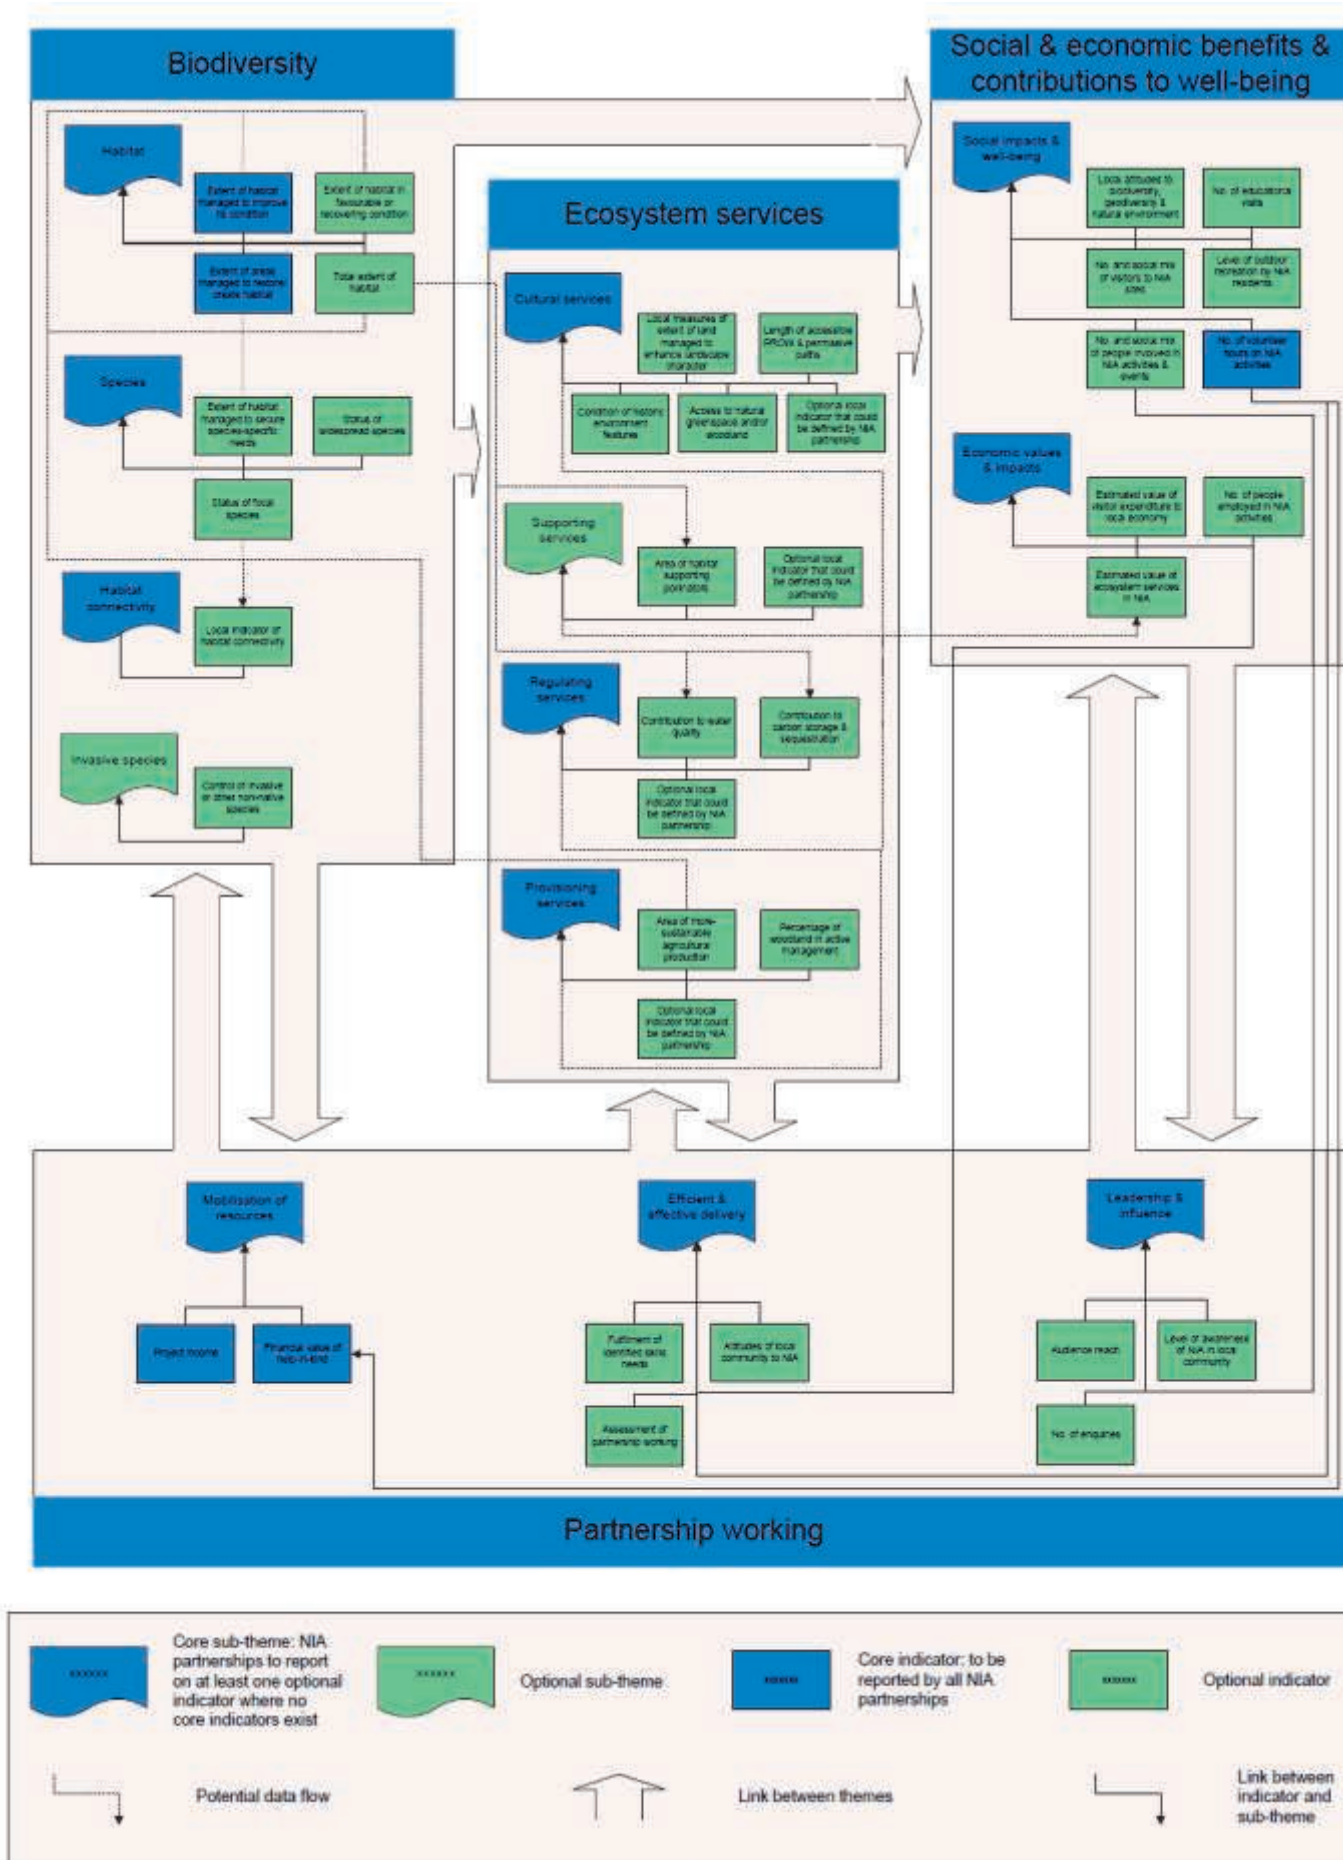 Biodiversity
Social & economic benefits &
contributions to well-being
Habitat
Extent of habitat
managed to improve
its condition
Extent of habitat in
favourable or
recovering condition
Extent of areas
managed to restore/
create habitat
Total extent of
habitat
Species
Extent of habitat
managed to secure
species-specific
needs
Status of
widespread species
Status of focal
species
Habitat
connectivity
Local indicator of
habitat connectivity
Invasive species
Control of invasive
or other non-native
species
Ecosystem services
Cultural services
Local measures of
extent of land
managed to
enhance landscape
character
Length of accessible
PROW & permissive
paths
Condition of historic
environment
features
Access to natural
greenspace and/or
woodland
Optional local
indicator that could
be defined by NIA
partnership
Supporting
services
Area of habitat
supporting
pollinators
Optional local
indicator that could
be defined by NIA
partnership
Regulating
services
Contribution to water
quality
Contribution to
carbon storage &
sequestration
Optional local
indicator that could
be defined by NIA
partnership
Provisioning
services
Area of more-
sustainable
agricultural
production
Percentage of
woodland in active
management
Optional local
indicator that could
be defined by NIA
partnership
Social impacts &
well-being
Local attitudes to
biodiversity,
geodiversity &
natural environment
No. of educational
visits
No. and social mix
of visitors to NIA
sites
Level of outdoor
recreation by NIA
residents
No. and social mix
of people involved in
NIA activities &
events
No. of volunteer
hours on NIA
activities
Economic values
& impacts
Estimated value of
visitor expenditure to
local economy
No. of people
employed in NIA
activities
Estimated value of
ecosystem services
in NIA
Mobilisation of
resources
Project income
Financial value of
help-in-kind
Efficient &
effective delivery
Fulfilment of
identified skills
needs
Attitudes of local
community to NIA
Assessment of
partnership working
Leadership &
influence
Audience reach
Level of awareness
of NIA in local
community
No. of enquiries
Partnership working
xxxxxx
Core sub-theme: NIA
partnerships to report
on at least one optional
indicator where no
core indicators exist
xxxxxx
Optional sub-theme
xxxxxx
Core indicator: to be
reported by all NIA
partnerships
xxxxxx
Optional indicator
Potential data flow
Link between themes
Link between
indicator and
sub-theme